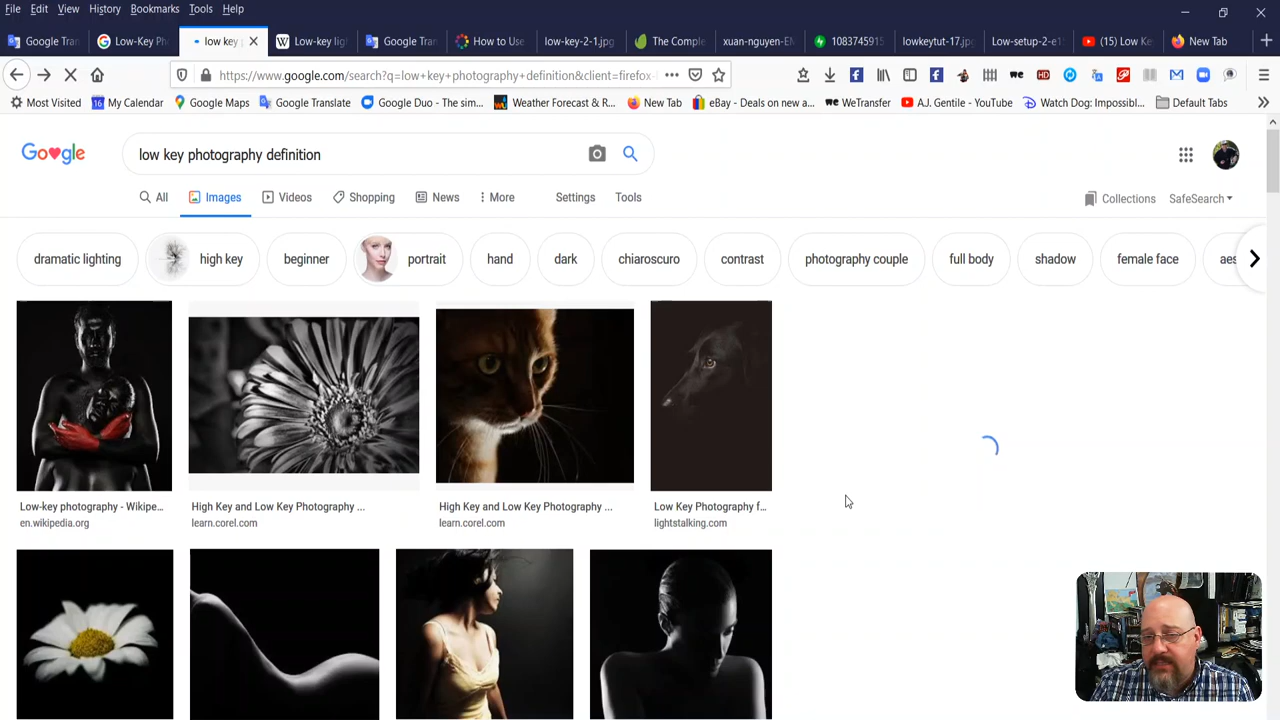 File Edit View History Bookmarks Tools Help
Google Tran Low-Key Ph low key Low-key lig Google Tran How to Use low-key-2-1.jpg The Comple xuan-nguyen-EM 1083745915 lowkeytut-17.jpg Low-setup-2-e1 (15) Low Ke New Tab
https://www.google.com/search?q=low+key+photography+definition&client=firefox-
Most Visited My Calendar Google Maps Google Translate Google Duo - The sim... Weather Forecast & R... New Tab eBay - Deals on new a... WeTransfer A.J. Gentile - YouTube Watch Dog: Impossibl... Default Tabs
Google low key photography definition
All Images Videos Shopping News More Settings Tools Collections SafeSearch
dramatic lighting high key beginner portrait hand dark chiaroscuro contrast photography couple full body shadow female face aes
Low-key photography - Wikipe... High Key and Low Key Photography ... High Key and Low Key Photography ... Low Key Photography f...
en.wikipedia.org learn.corel.com learn.corel.com lightstalking.com